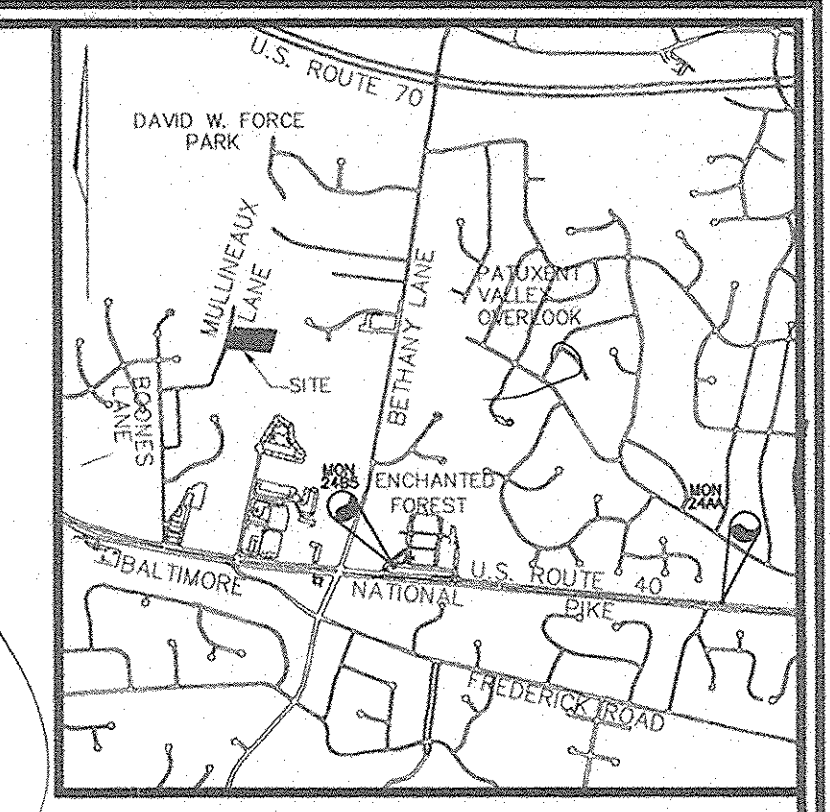 U.S. ROUTE 70
DAVID W. FORCE
PARK
MULLINEAUX
LANE
PATUXENT
VALLEY
OVERLOOK
BETHANY LANE
SITE
BOONES
LANE
MON
24B5
ENCHANTED
FOREST
MON
24AA
BALTIMORE
NATIONAL
U.S. ROUTE 40
PIKE
FREDERICK ROAD